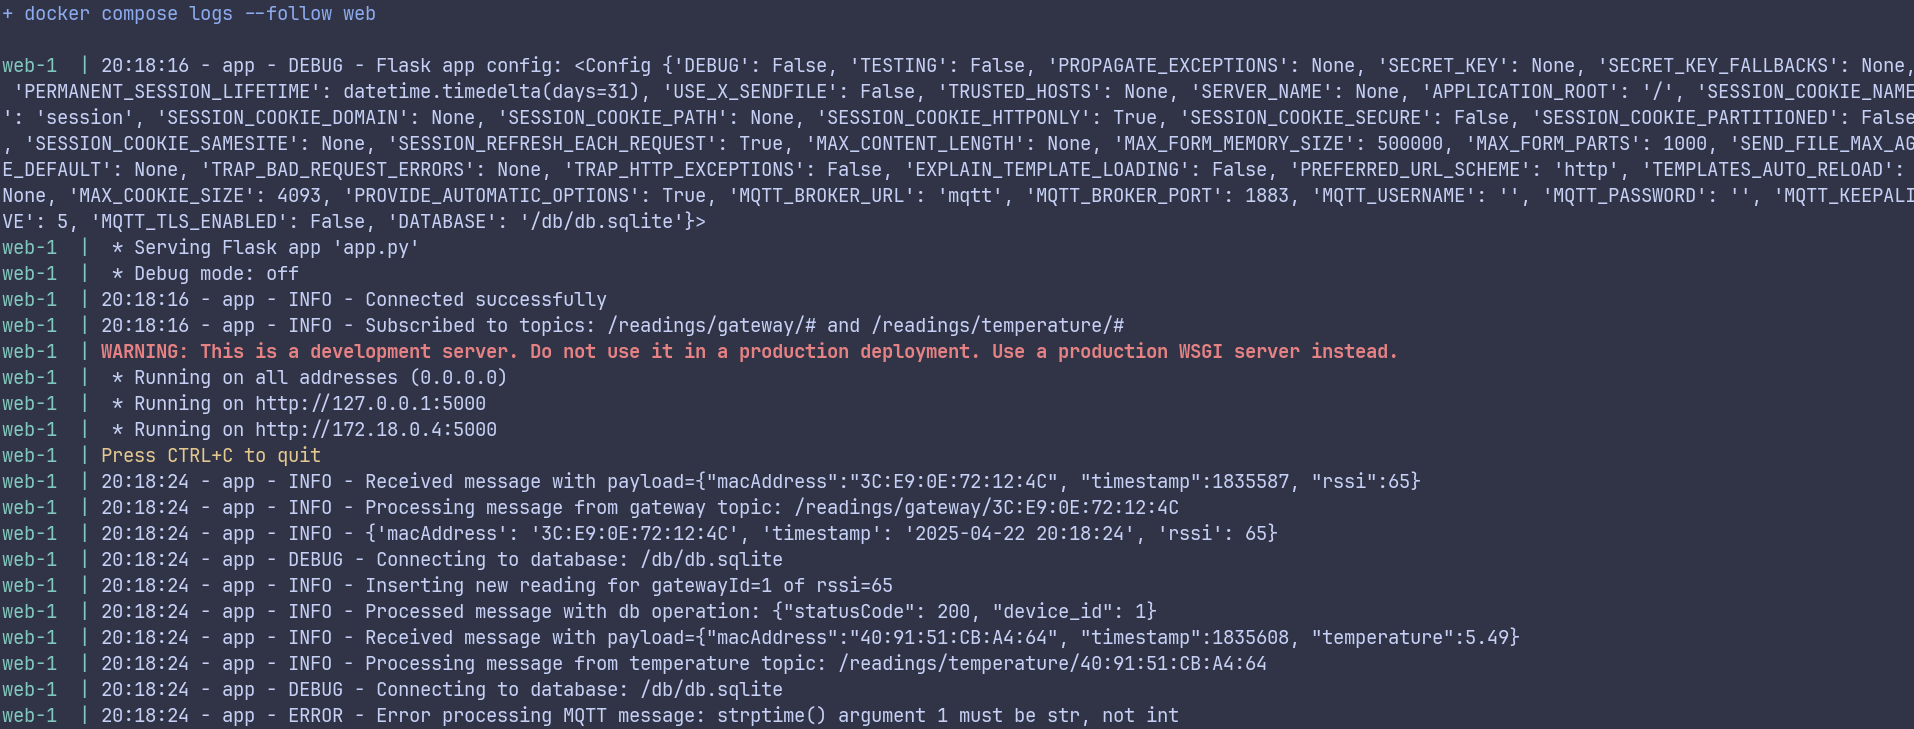 + docker compose logs --follow web
web-1  | 20:18:16 - app - DEBUG - Flask app config: <Config {'DEBUG': False, 'TESTING': False, 'PROPAGATE_EXCEPTIONS': None, 'SECRET_KEY': None, 'SECRET_KEY_FALLBACKS': None,
 'PERMANENT_SESSION_LIFETIME': datetime.timedelta(days=31), 'USE_X_SENDFILE': False, 'TRUSTED_HOSTS': None, 'SERVER_NAME': None, 'APPLICATION_ROOT': '/', 'SESSION_COOKIE_NAME
': 'session', 'SESSION_COOKIE_DOMAIN': None, 'SESSION_COOKIE_PATH': None, 'SESSION_COOKIE_HTTPONLY': True, 'SESSION_COOKIE_SECURE': False, 'SESSION_COOKIE_PARTITIONED': False
, 'SESSION_COOKIE_SAMESITE': None, 'SESSION_REFRESH_EACH_REQUEST': True, 'MAX_CONTENT_LENGTH': None, 'MAX_FORM_MEMORY_SIZE': 500000, 'MAX_FORM_PARTS': 1000, 'SEND_FILE_MAX_AG
E_DEFAULT': None, 'TRAP_BAD_REQUEST_ERRORS': None, 'TRAP_HTTP_EXCEPTIONS': False, 'EXPLAIN_TEMPLATE_LOADING': False, 'PREFERRED_URL_SCHEME': 'http', 'TEMPLATES_AUTO_RELOAD':
None, 'MAX_COOKIE_SIZE': 4093, 'PROVIDE_AUTOMATIC_OPTIONS': True, 'MQTT_BROKER_URL': 'mqtt', 'MQTT_BROKER_PORT': 1883, 'MQTT_USERNAME': '', 'MQTT_PASSWORD': '', 'MQTT_KEEPALI
VE': 5, 'MQTT_TLS_ENABLED': False, 'DATABASE': '/db/db.sqlite'}>
web-1  |  * Serving Flask app 'app.py'
web-1  |  * Debug mode: off
web-1  | 20:18:16 - app - INFO - Connected successfully
web-1  | 20:18:16 - app - INFO - Subscribed to topics: /readings/gateway/# and /readings/temperature/#
web-1  | WARNING: This is a development server. Do not use it in a production deployment. Use a production WSGI server instead.
web-1  |  * Running on all addresses (0.0.0.0)
web-1  |  * Running on http://127.0.0.1:5000
web-1  |  * Running on http://172.18.0.4:5000
web-1  | Press CTRL+C to quit
web-1  | 20:18:24 - app - INFO - Received message with payload={"macAddress":"3C:E9:0E:72:12:4C", "timestamp":1835587, "rssi":65}
web-1  | 20:18:24 - app - INFO - Processing message from gateway topic: /readings/gateway/3C:E9:0E:72:12:4C
web-1  | 20:18:24 - app - INFO - {'macAddress': '3C:E9:0E:72:12:4C', 'timestamp': '2025-04-22 20:18:24', 'rssi': 65}
web-1  | 20:18:24 - app - DEBUG - Connecting to database: /db/db.sqlite
web-1  | 20:18:24 - app - INFO - Inserting new reading for gatewayId=1 of rssi=65
web-1  | 20:18:24 - app - INFO - Processed message with db operation: {"statusCode": 200, "device_id": 1}
web-1  | 20:18:24 - app - INFO - Received message with payload={"macAddress":"40:91:51:CB:A4:64", "timestamp":1835608, "temperature":5.49}
web-1  | 20:18:24 - app - INFO - Processing message from temperature topic: /readings/temperature/40:91:51:CB:A4:64
web-1  | 20:18:24 - app - DEBUG - Connecting to database: /db/db.sqlite
web-1  | 20:18:24 - app - ERROR - Error processing MQTT message: strptime() argument 1 must be str, not int